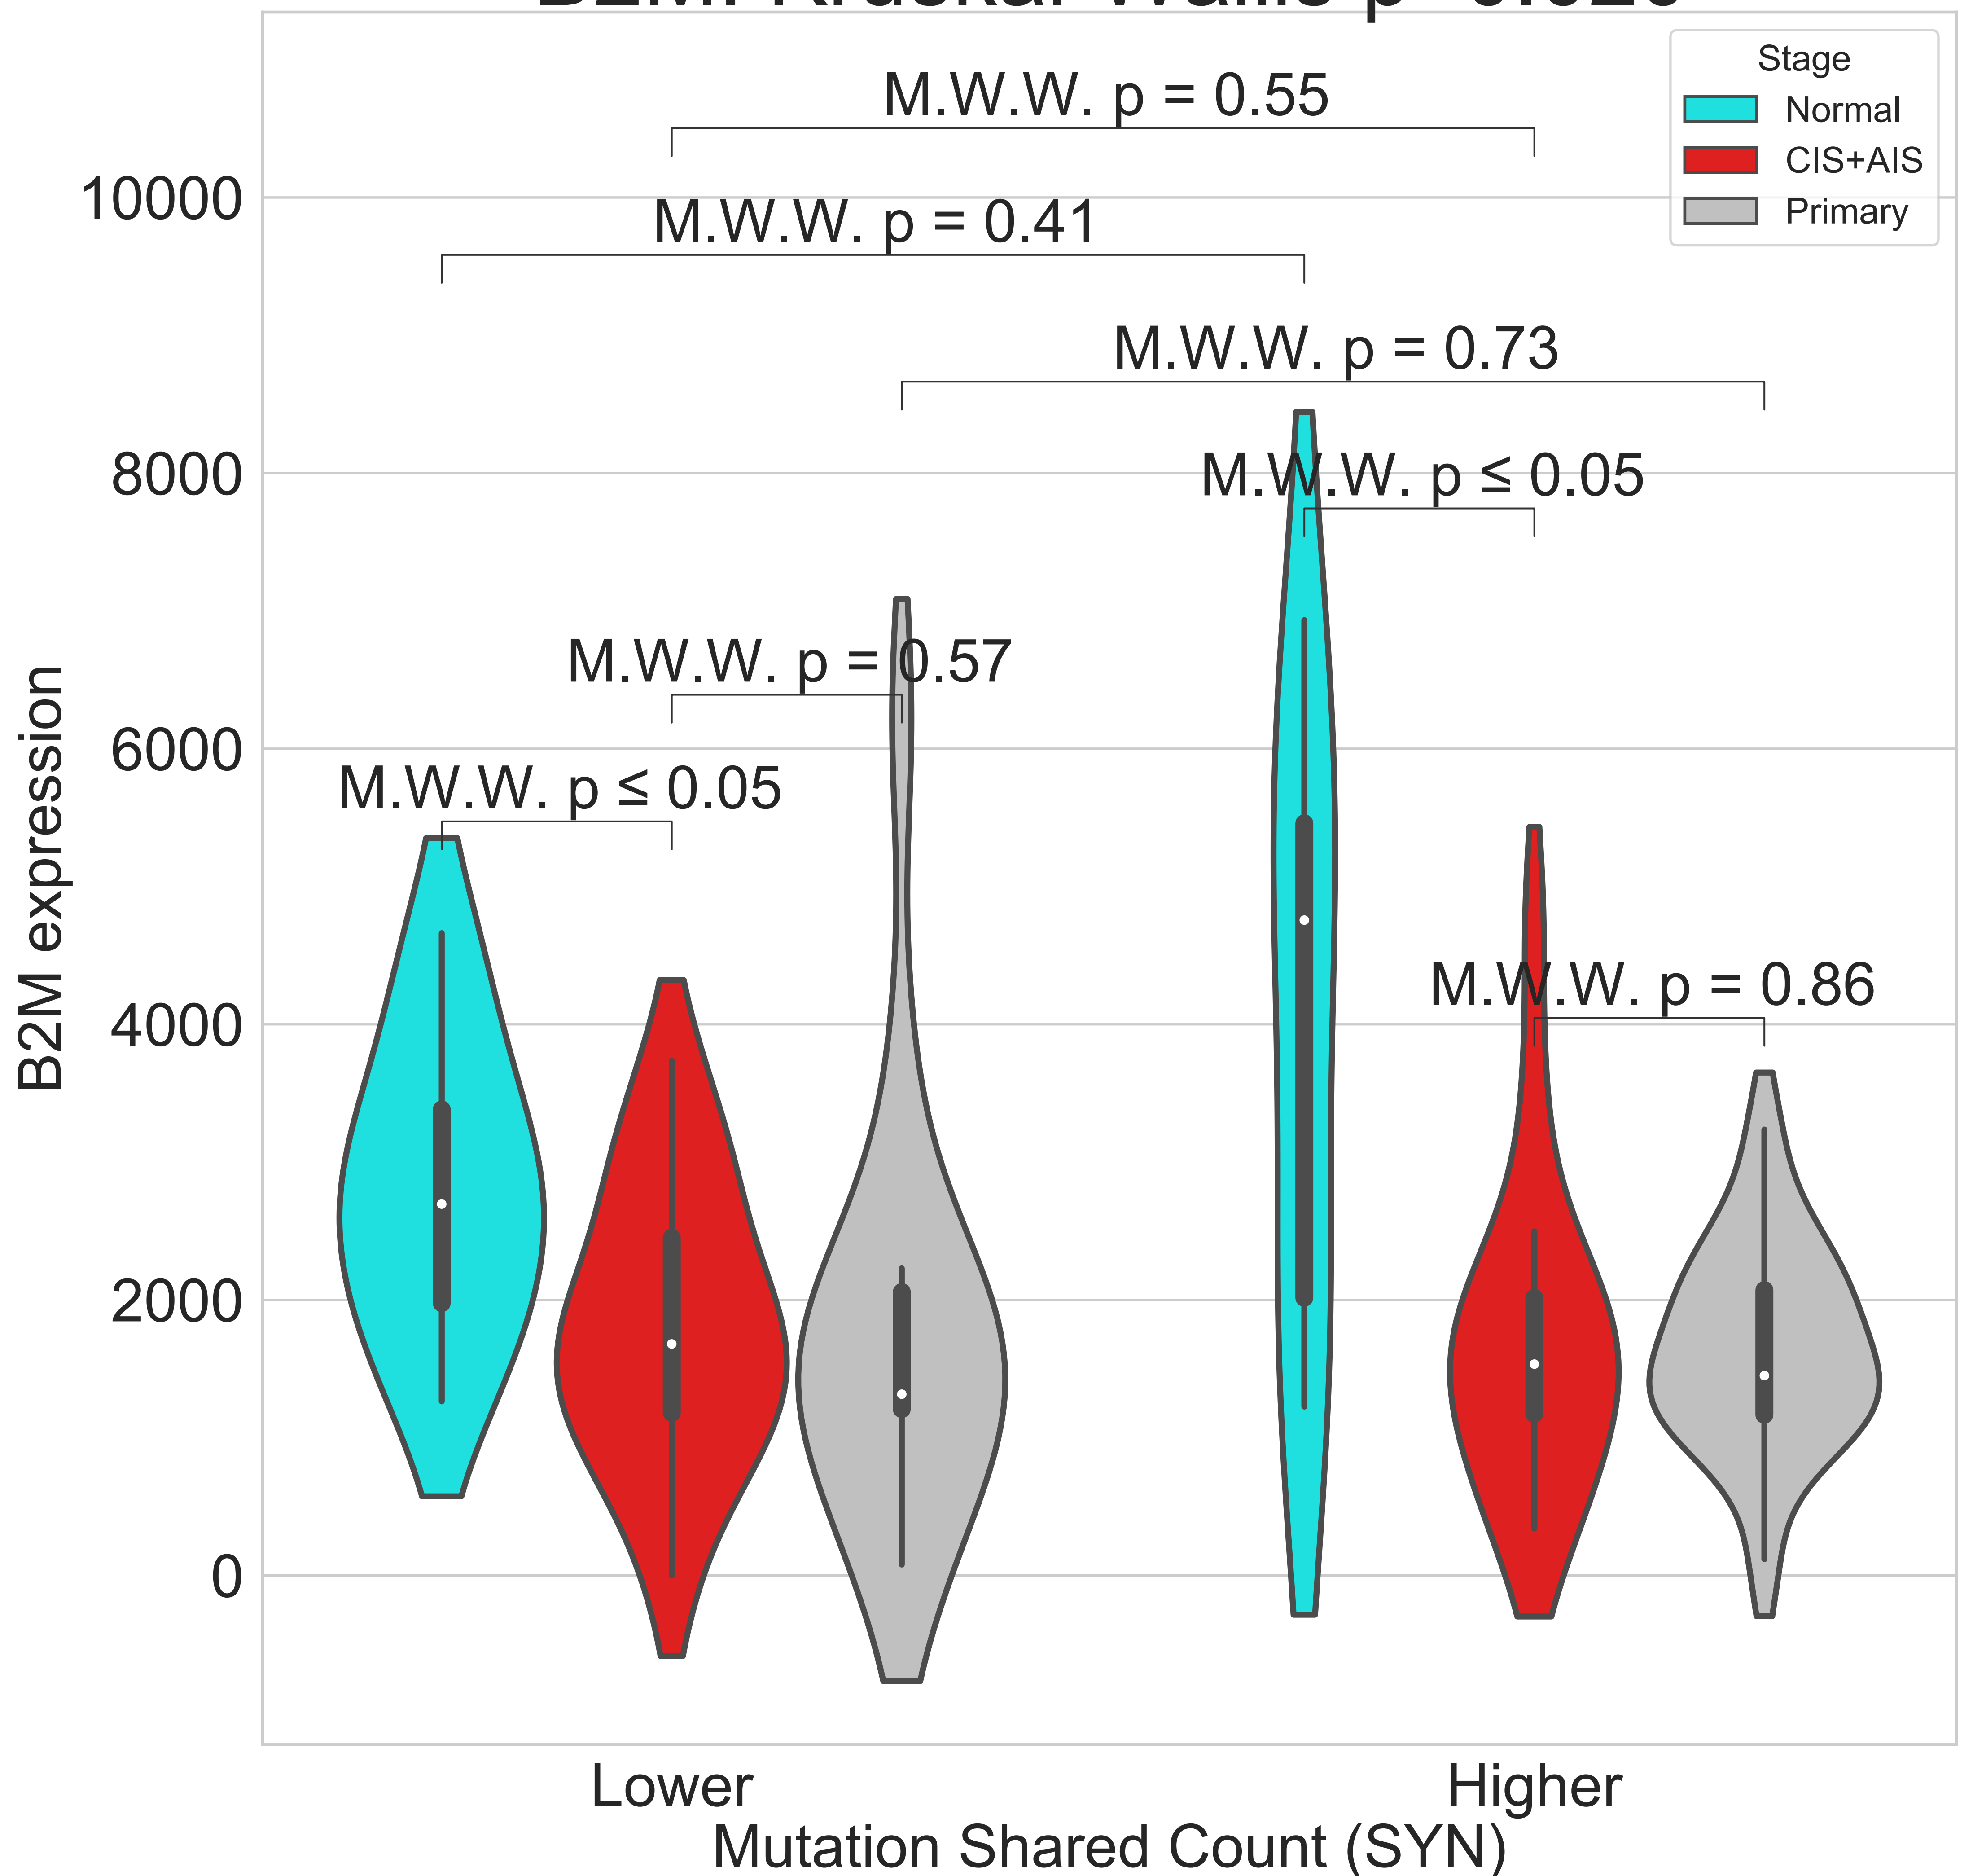 Stage
Normal
CIS+AIS
Primary
M.W.W. p = 0.55
10000
M.W.W. p = 0.41
M.W.W. p = 0.73
8000
M.W.W. p ≤ 0.05
M.W.W. p = 0.57
6000
M.W.W. p ≤ 0.05
M.W.W. p = 0.86
4000
2000
0
B2M expression
Lower
Higher
Mutation Shared Count (SYN)